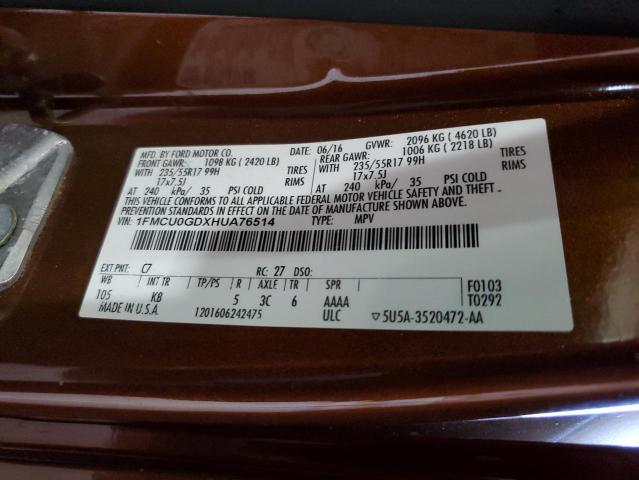 MFD. BY FORD MOTOR CO. 06/16 GVWR: 2096 KG ( 4620 LB)
FRONT GAWR: 1098 KG ( 2420 LB) REAR GAWR: 1006 KG ( 2218 LB)
WITH 235/55R17 99H TIRES WITH 235/55R17 99H TIRES
17x7.5J RIMS 17x7.5J RIMS
AT 240 kPa/ 35 PSI COLD AT 240 kPa/ 35 PSI COLD
THIS VEHICLE CONFORMS TO ALL APPLICABLE FEDERAL MOTOR VEHICLE SAFETY AND THEFT
PREVENTION STANDARDS IN EFFECT ON THE DATE OF MANUFACTURE SHOWN ABOVE.
VIN: 1FMCU0GDXHUA76514 TYPE: MPV
EXT PNT: C7 RC: 27 DSO:
WB INT TR TP/PS R AXLE TR SPR F0103
105 KB 5 3C 6 AAAA T0292
MADE IN U.S.A. 1201606242475 ULC ▽5U5A-3520472-AA